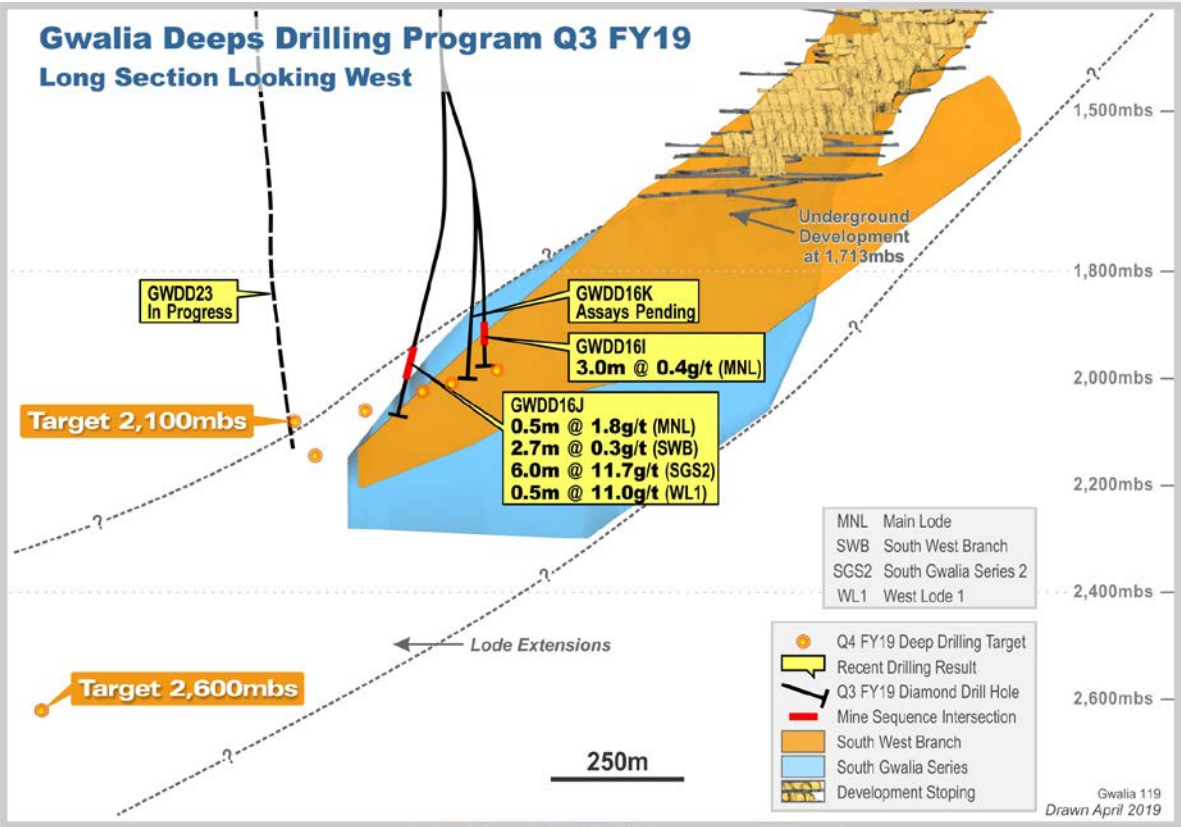 Gwalia Deeps Drilling Program Q3 FY19
Long Section Looking West
?
1,500mbs
Underground
Development
at 1,713mbs
?
1,800mbs
GWDD23
In Progress
GWDD16K
Assays Pending
?
GWDD16I
3.0m @ 0.4g/t (MNL)
2,000mbs
GWDD16J
0.5m @ 1.8g/t (MNL)
2.7m @ 0.3g/t (SWB)
6.0m @ 11.7g/t (SGS2)
0.5m @ 11.0g/t (WL1)
Target 2,100mbs
?
2,200mbs
?
?
MNL Main Lode
SWB South West Branch
SGS2 South Gwalia Series 2
WL1 West Lode 1
2,400mbs
Lode Extensions
Target 2,600mbs
2,600mbs
?
250m
Q4 FY19 Deep Drilling Target
Recent Drilling Result
Q3 FY19 Diamond Drill Hole
Mine Sequence Intersection
South West Branch
South Gwalia Series
Development Stoping
Gwalia 119
Drawn April 2019